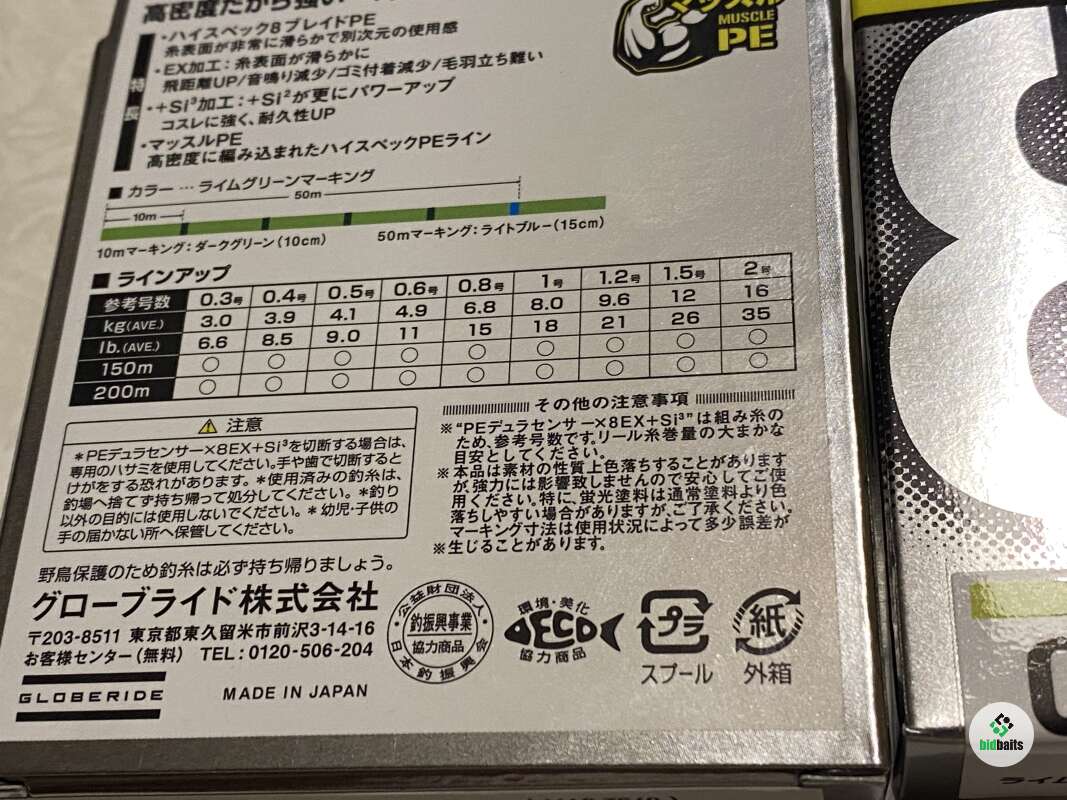 高密度だから強い
マッスル
MUSCLE
PE
特長
・ハイスペック8ブレイドPE
糸表面が非常に滑らかで別次元の使用感
・EX加工:糸表面が滑らかに
飛距離UP/音鳴り減少/ゴミ付着減少/毛羽立ち難い
・+Si³加工:+Si²が更にパワーアップ
コスレに強く、耐久性UP
・マッスルPE
高密度に編み込まれたハイスペックPEライン
■ カラー … ライムグリーンマーキング
50m
10m
10mマーキング:ダークグリーン(10cm) 50mマーキング:ライトブルー(15cm)
■ ラインアップ
参考号数 0.3号 0.4号 0.5号 0.6号 0.8号 1号 1.2号 1.5号 2号
kg(AVE.) 3.0 3.9 4.1 4.9 6.8 8.0 9.6 12 16
lb.(AVE.) 6.6 8.5 9.0 11 15 18 21 26 35
150m ○ ○ ○ ○ ○ ○ ○ ○ ○
200m ○ ○ ○ ○ ○ ○ ○ ○ ○
注意
*PEデュラセンサー×8EX+Si³を切断する場合は、
専用のハサミを使用してください。手や歯で切断すると
けがをする恐れがあります。*使用済みの釣糸は、
釣場へ捨てず持ち帰って処分してください。*釣り
以外の目的には使用しないでください。*幼児・子供の
手の届かない所へ保管してください。
その他の注意事項
※"PEデュラセンサー×8EX+Si³"は組み糸の
ため、参考号数です。リール糸巻量の大まかな
目安としてください。
※本品は素材の性質上色落ちすることがあります
が、強力には影響致しませんので安心してご使
用ください。特に、蛍光塗料は通常塗料より色
落ちしやすい場合がありますが、ご了承ください。
マーキング寸法は使用状況によって多少誤差が
※生じることがあります。
野鳥保護のため釣糸は必ず持ち帰りましょう。
グローブライド株式会社
〒203-8511 東京都東久留米市前沢3-14-16
お客様センター(無料) TEL:0120-506-204
GLOBERIDE
MADE IN JAPAN
公益財団法人
釣振興事業
協力商品
日本釣振興会
環境・美化
ECO
協力商品
プラ
スプール
紙
外箱
8
bidbaits
ライム